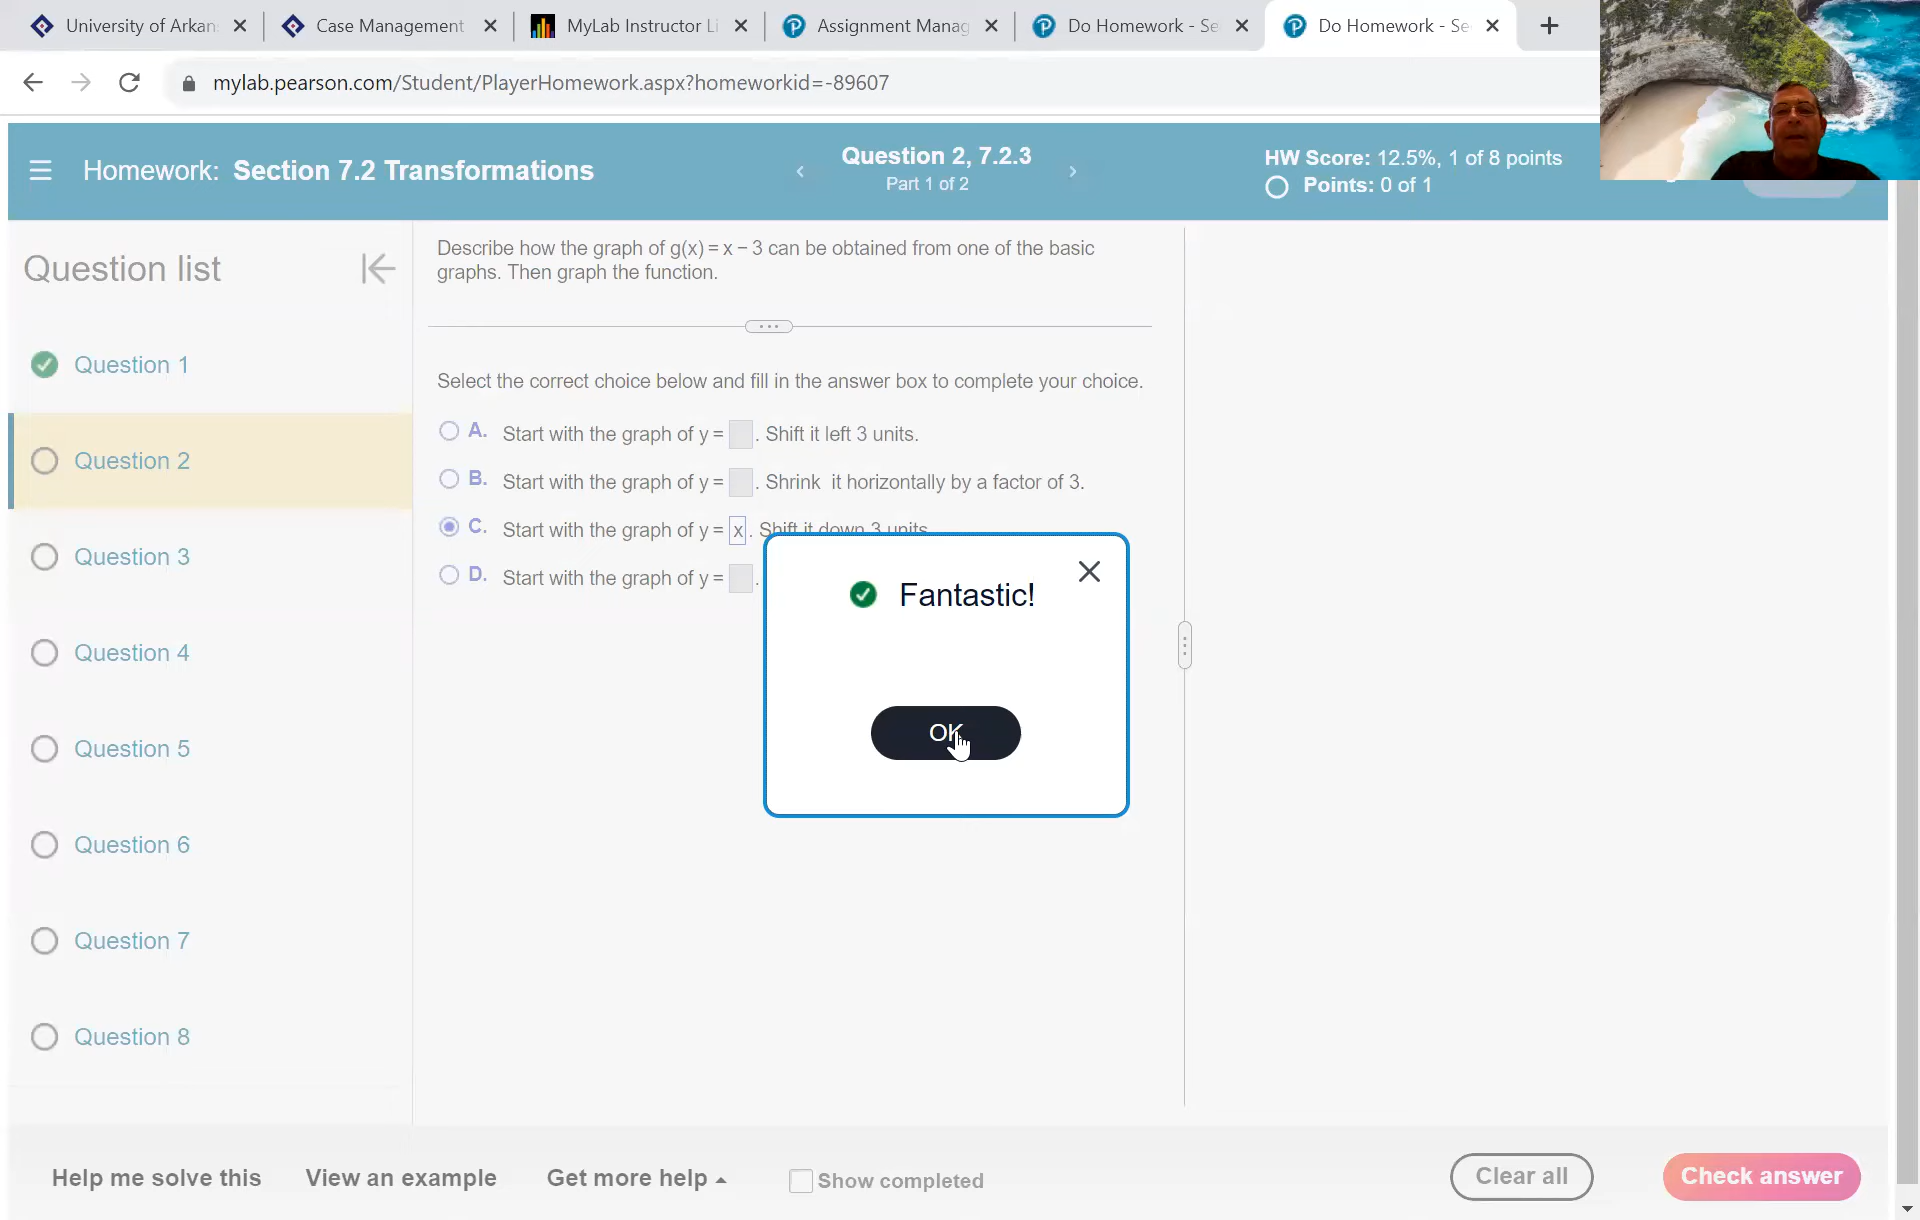 University of Arkan
Case Management
MyLab Instructor Li
Assignment Manag
Do Homework - Se
Do Homework - Se
mylab.pearson.com/Student/PlayerHomework.aspx?homeworkid=-89607
Homework: Section 7.2 Transformations
Question 2, 7.2.3
Part 1 of 2
HW Score: 12.5%, 1 of 8 points
Points: 0 of 1
Question list
Question 1
Question 2
Question 3
Question 4
Question 5
Question 6
Question 7
Question 8
Describe how the graph of g(x) = x − 3 can be obtained from one of the basic
graphs. Then graph the function.
Select the correct choice below and fill in the answer box to complete your choice.
A. Start with the graph of y = . Shift it left 3 units.
B. Start with the graph of y = . Shrink it horizontally by a factor of 3.
C. Start with the graph of y = x . Shift it down 3 units
D. Start with the graph of y = .
Fantastic!
OK
Help me solve this
View an example
Get more help
Show completed
Clear all
Check answer